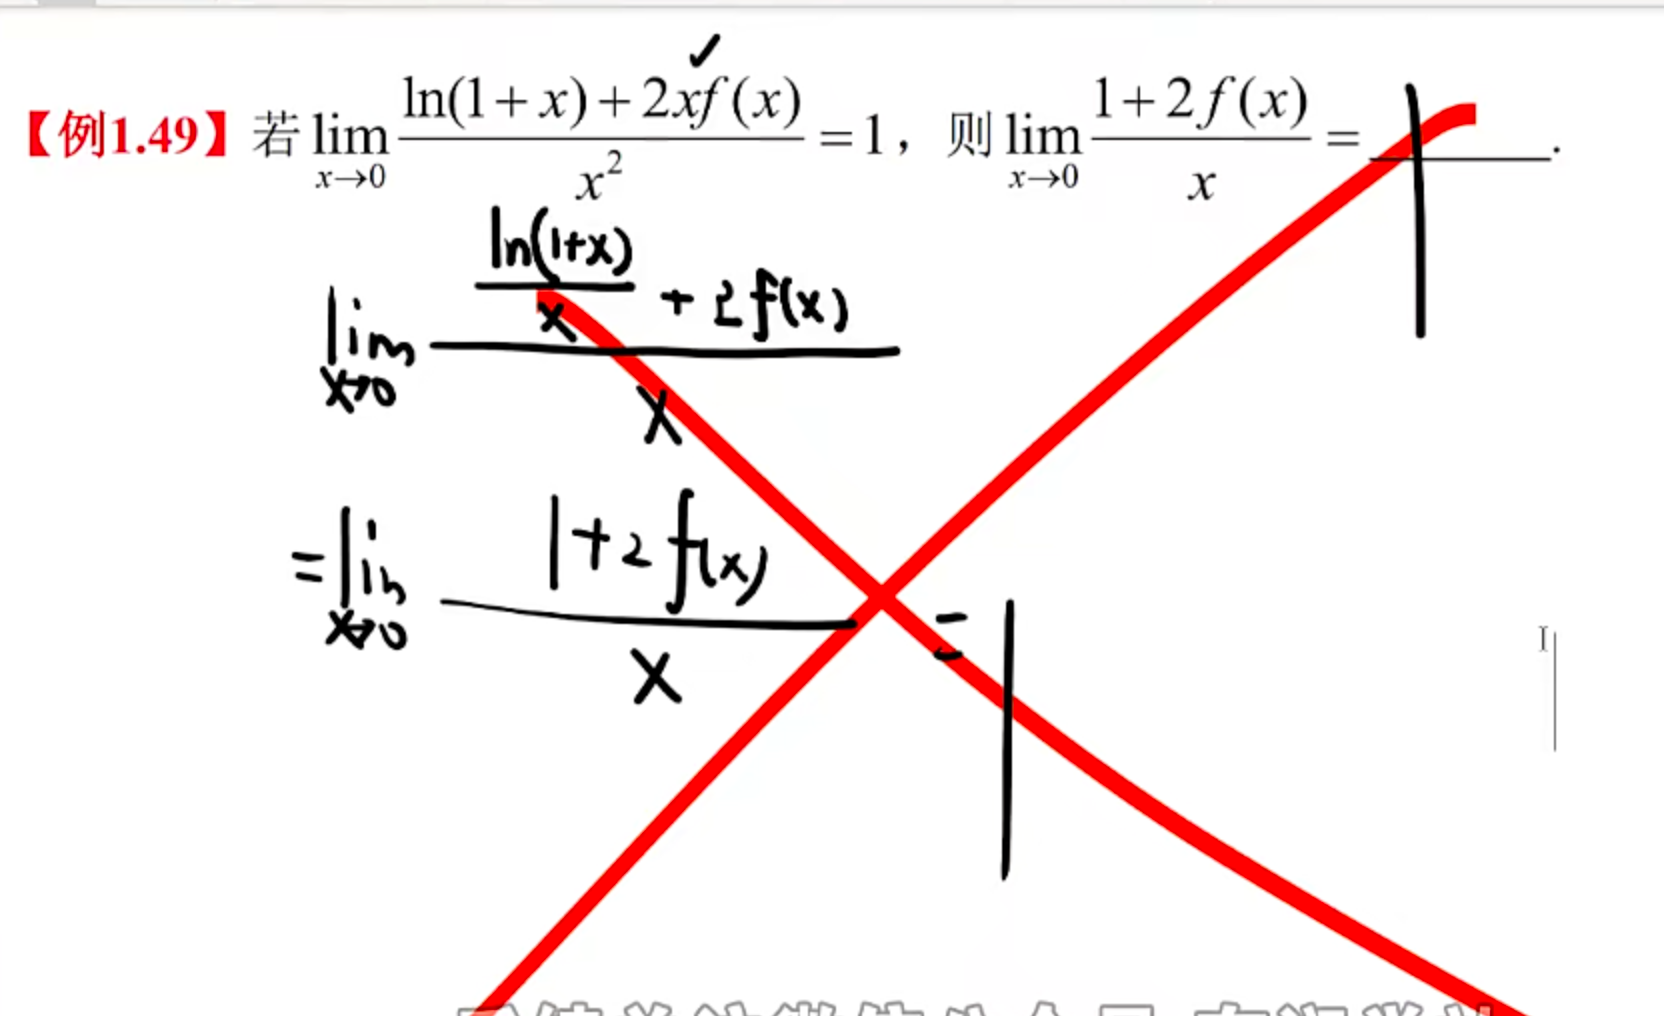 【例1.49】若 lim_{x→0} (ln(1+x)+2xf(x))/x² =1，则 lim_{x→0} (1+2f(x))/x = ______. 1
✓
lim_{x→0} (ln(1+x)/x + 2f(x))/x
= lim_{x→0} (1+2f(x))/x = 1